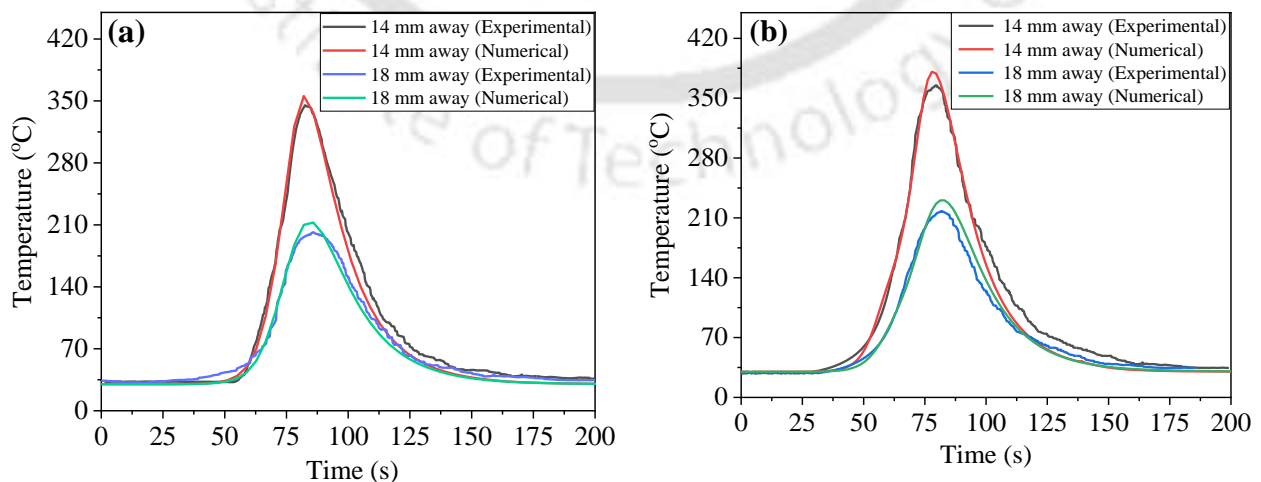 (a)
14 mm away (Experimental)
14 mm away (Numerical)
18 mm away (Experimental)
18 mm away (Numerical)
420
350
280
210
140
70
0
Temperature (°C)
0 25 50 75 100 125 150 175 200
Time (s)
(b)
14 mm away (Experimental)
14 mm away (Numerical)
18 mm away (Experimental)
18 mm away (Numerical)
420
350
280
210
140
70
0
Temperature (°C)
0 25 50 75 100 125 150 175 200
Time (s)
of Technology